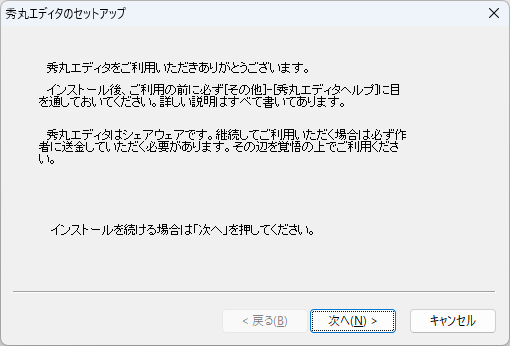 秀丸エディタのセットアップ
秀丸エディタをご利用いただきありがとうございます。
インストール後、ご利用の前に必ず[その他]-[秀丸エディタヘルプ]に目
を通しておいてください。詳しい説明はすべて書いてあります。
秀丸エディタはシェアウェアです。継続してご利用いただく場合は必ず作
者に送金していただく必要があります。その辺を覚悟の上でご利用くださ
い。
インストールを続ける場合は「次へ」を押してください。
< 戻る(B)
次へ(N) >
キャンセル